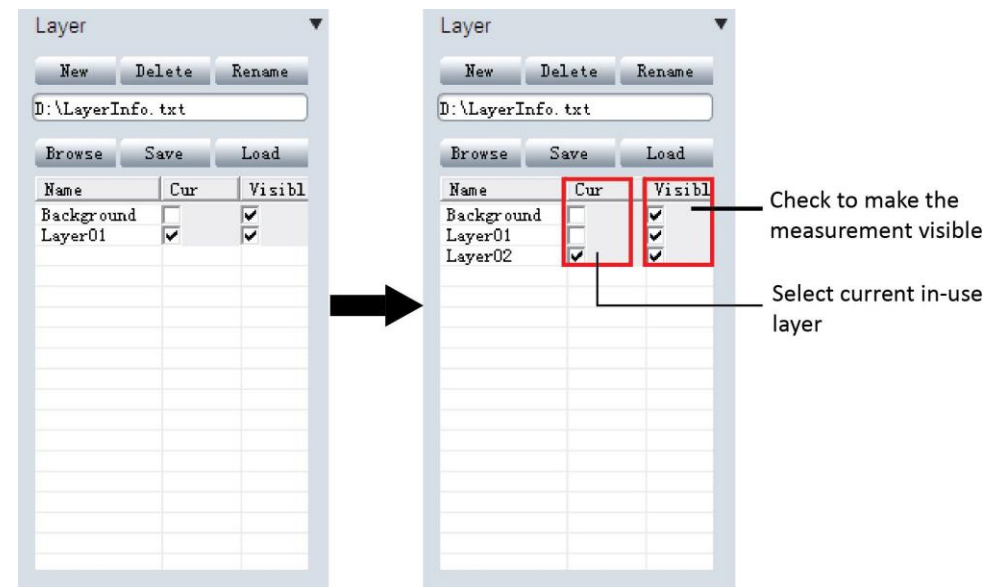 Layer
New Delete Rename
D:\LayerInfo.txt
Browse Save Load
Name Cur Visibl
Background
Layer01
Layer
New Delete Rename
D:\LayerInfo.txt
Browse Save Load
Name Cur Visibl
Background
Layer01
Layer02
Check to make the
measurement visible
Select current in-use
layer